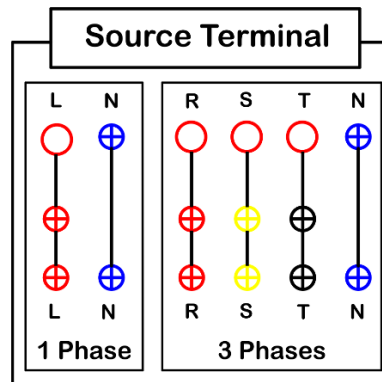 Source Terminal
L N
R S T N
L N
R S T N
1 Phase
3 Phases